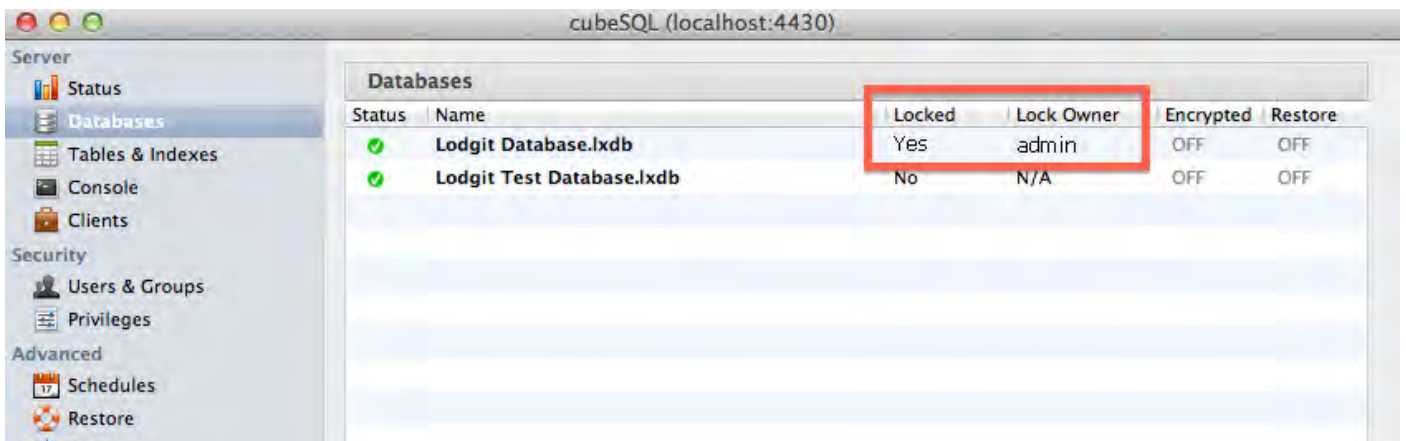 cubeSQL (localhost:4430)
Server
Status
Databases
Tables & Indexes
Console
Clients
Security
Users & Groups
Privileges
Advanced
17 Schedules
Restore
Databases
Status Name Locked Lock Owner Encrypted Restore
Lodgit Database.lxdb Yes admin OFF OFF
Lodgit Test Database.lxdb No N/A OFF OFF